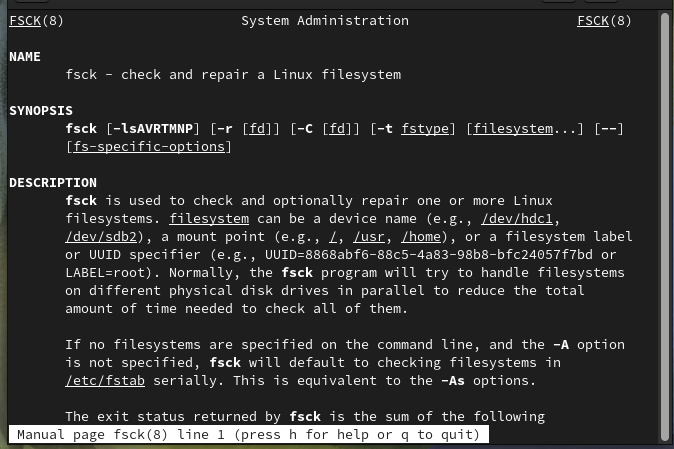 FSCK(8) System Administration FSCK(8)
NAME
fsck - check and repair a Linux filesystem
SYNOPSIS
fsck [-lsAVRTMNP] [-r [fd]] [-C [fd]] [-t fstype] [filesystem...] [--]
[fs-specific-options]
DESCRIPTION
fsck is used to check and optionally repair one or more Linux
filesystems. filesystem can be a device name (e.g., /dev/hdc1,
/dev/sdb2), a mount point (e.g., /, /usr, /home), or a filesystem label
or UUID specifier (e.g., UUID=8868abf6-88c5-4a83-98b8-bfc24057f7bd or
LABEL=root). Normally, the fsck program will try to handle filesystems
on different physical disk drives in parallel to reduce the total
amount of time needed to check all of them.
If no filesystems are specified on the command line, and the -A option
is not specified, fsck will default to checking filesystems in
/etc/fstab serially. This is equivalent to the -As options.
The exit status returned by fsck is the sum of the following
Manual page fsck(8) line 1 (press h for help or q to quit)